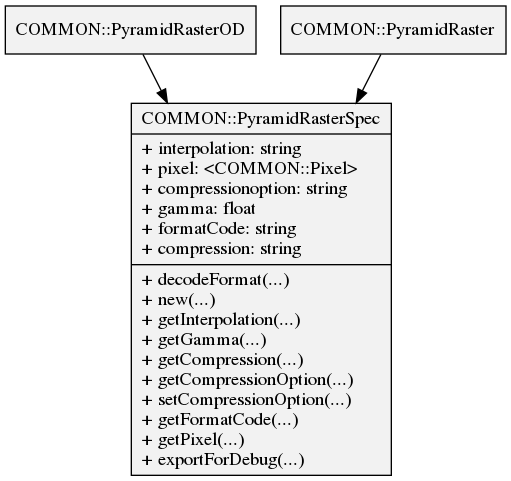 COMMON::PyramidRasterOD
COMMON::PyramidRaster
COMMON::PyramidRasterSpec
+ interpolation: string
+ pixel: <COMMON::Pixel>
+ compressionoption: string
+ gamma: float
+ formatCode: string
+ compression: string
+ decodeFormat(...)
+ new(...)
+ getInterpolation(...)
+ getGamma(...)
+ getCompression(...)
+ getCompressionOption(...)
+ setCompressionOption(...)
+ getFormatCode(...)
+ getPixel(...)
+ exportForDebug(...)